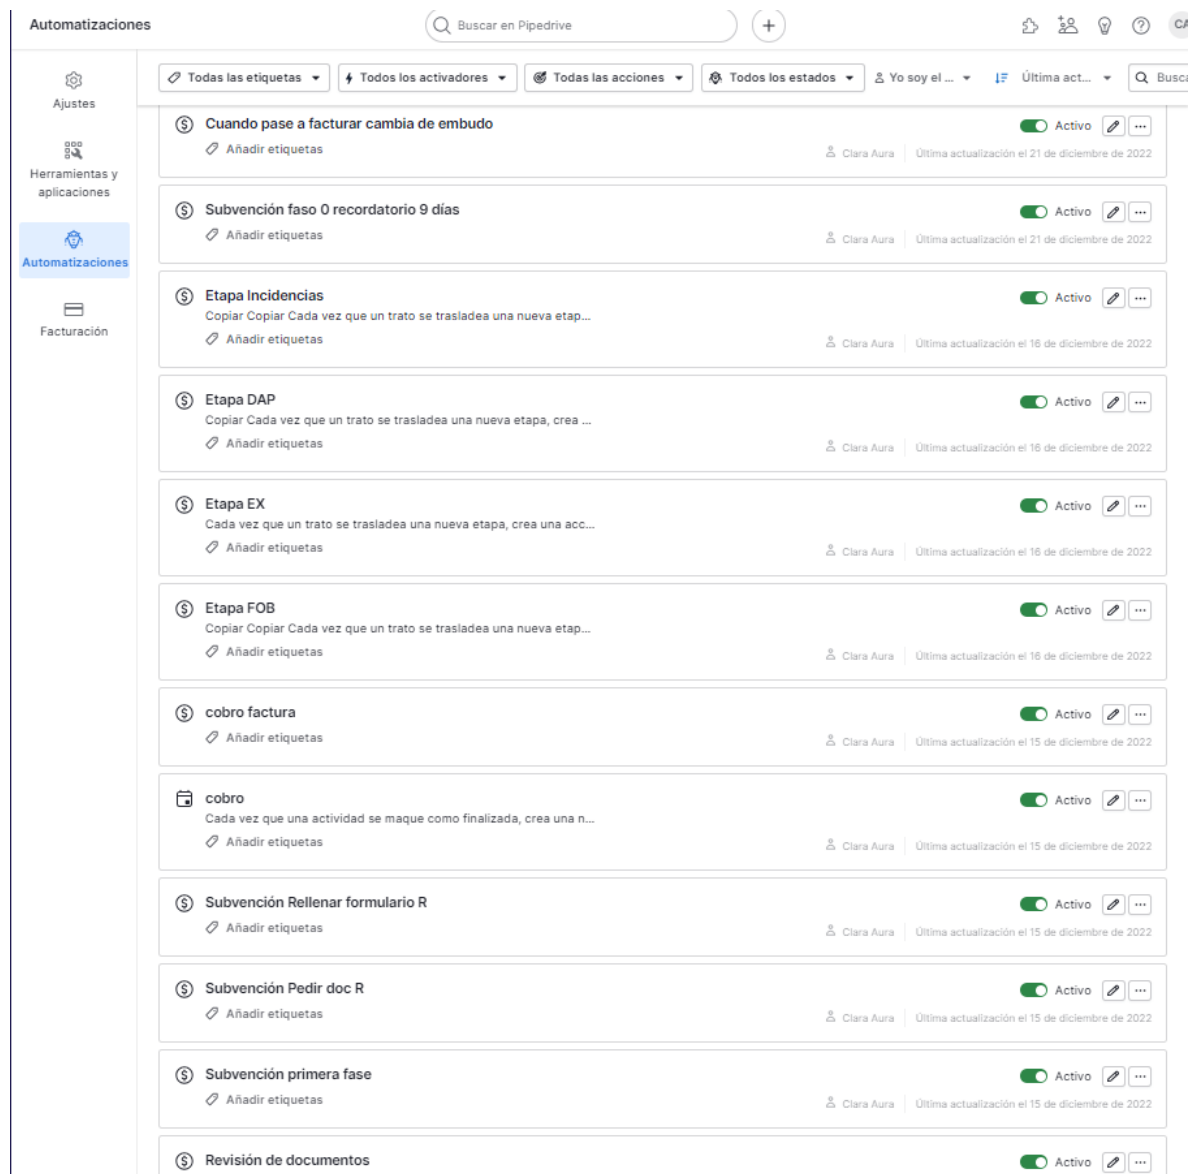 Automatizaciones
Buscar en Pipedrive
CA
Ajustes
Herramientas y
aplicaciones
Automatizaciones
Facturación
Todas las etiquetas
Todos los activadores
Todas las acciones
Todos los estados
Yo soy el ...
Última act...
Busca
Cuando pase a facturar cambia de embudo
Activo
Añadir etiquetas
Clara Aura
Última actualización el 21 de diciembre de 2022
Subvención faso 0 recordatorio 9 días
Activo
Añadir etiquetas
Clara Aura
Última actualización el 21 de diciembre de 2022
Etapa Incidencias
Activo
Copiar Copiar Cada vez que un trato se trasladea una nueva etap...
Añadir etiquetas
Clara Aura
Última actualización el 16 de diciembre de 2022
Etapa DAP
Activo
Copiar Cada vez que un trato se trasladea una nueva etapa, crea ...
Añadir etiquetas
Clara Aura
Última actualización el 16 de diciembre de 2022
Etapa EX
Activo
Cada vez que un trato se trasladea una nueva etapa, crea una acc...
Añadir etiquetas
Clara Aura
Última actualización el 16 de diciembre de 2022
Etapa FOB
Activo
Copiar Copiar Cada vez que un trato se trasladea una nueva etap...
Añadir etiquetas
Clara Aura
Última actualización el 16 de diciembre de 2022
cobro factura
Activo
Añadir etiquetas
Clara Aura
Última actualización el 15 de diciembre de 2022
cobro
Activo
Cada vez que una actividad se maque como finalizada, crea una n...
Añadir etiquetas
Clara Aura
Última actualización el 15 de diciembre de 2022
Subvención Rellenar formulario R
Activo
Añadir etiquetas
Clara Aura
Última actualización el 15 de diciembre de 2022
Subvención Pedir doc R
Activo
Añadir etiquetas
Clara Aura
Última actualización el 15 de diciembre de 2022
Subvención primera fase
Activo
Añadir etiquetas
Clara Aura
Última actualización el 15 de diciembre de 2022
Revisión de documentos
Activo